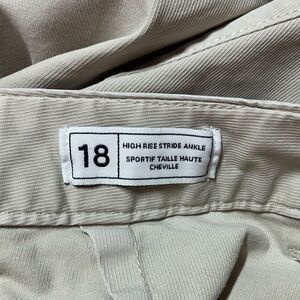 18
HIGH RISE STRIDE ANKLE
SPORTIF TAILLE HAUTE
CHEVILLE